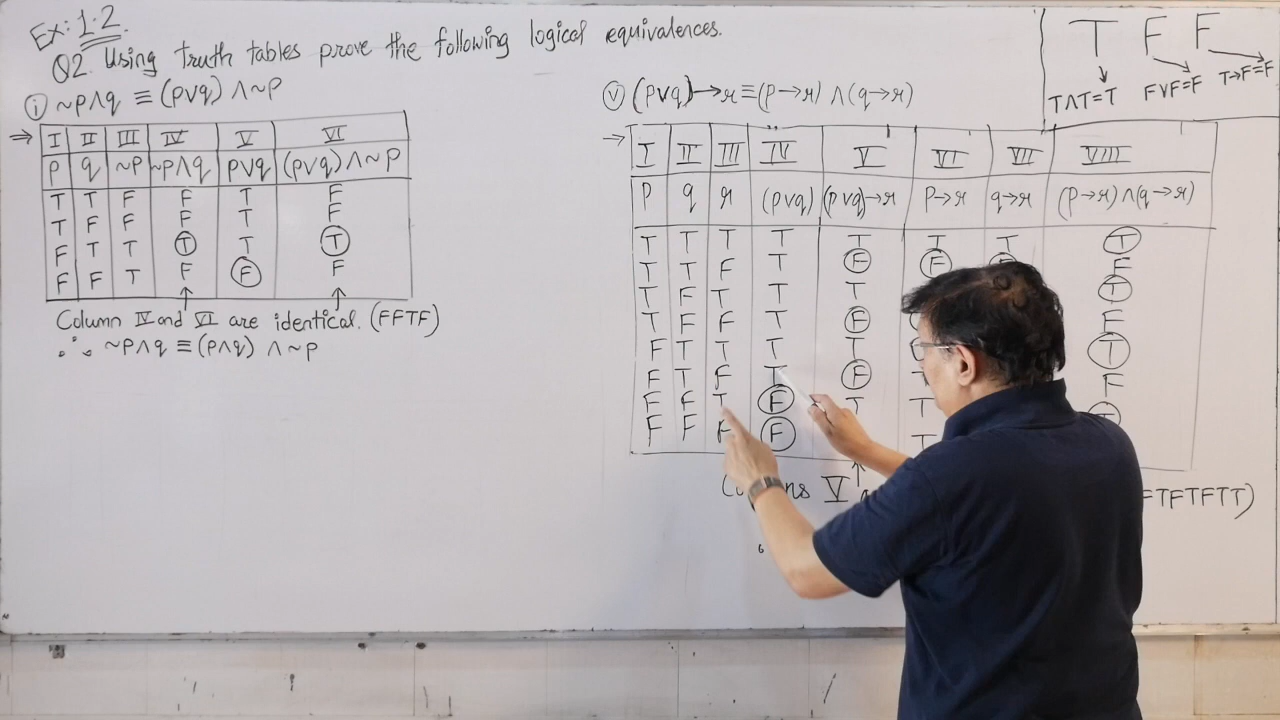 Ex: 1.2.
Q2. Using truth tables prove the following logical equivalences.
T F F
T∧T=T F∨F=F T→F=F
ⓘ ~p∧q ≡ (p∨q) ∧~p
⇒ I II III IV V VI
p q ~p ~p∧q p∨q (p∨q)∧~p
T T F F T F
T F F F T F
F T T T T T
F F T F F F
Column IV and VI are identical. (FFTF)
∴ ~p∧q ≡ (p∧q) ∧~p
ⓥ (p∨q)→r ≡ (p→r) ∧(q→r)
→ I II III IV V VI VII VIII
p q r (p∨q) (p∨q)→r p→r q→r (p→r)∧(q→r)
T T T T T T T T
T T F T F F F F
T F T T T T
T F F T F F
F T T T T T
F T F T F T F
F F T F T T
F F F F T
V
FTFTFTT)